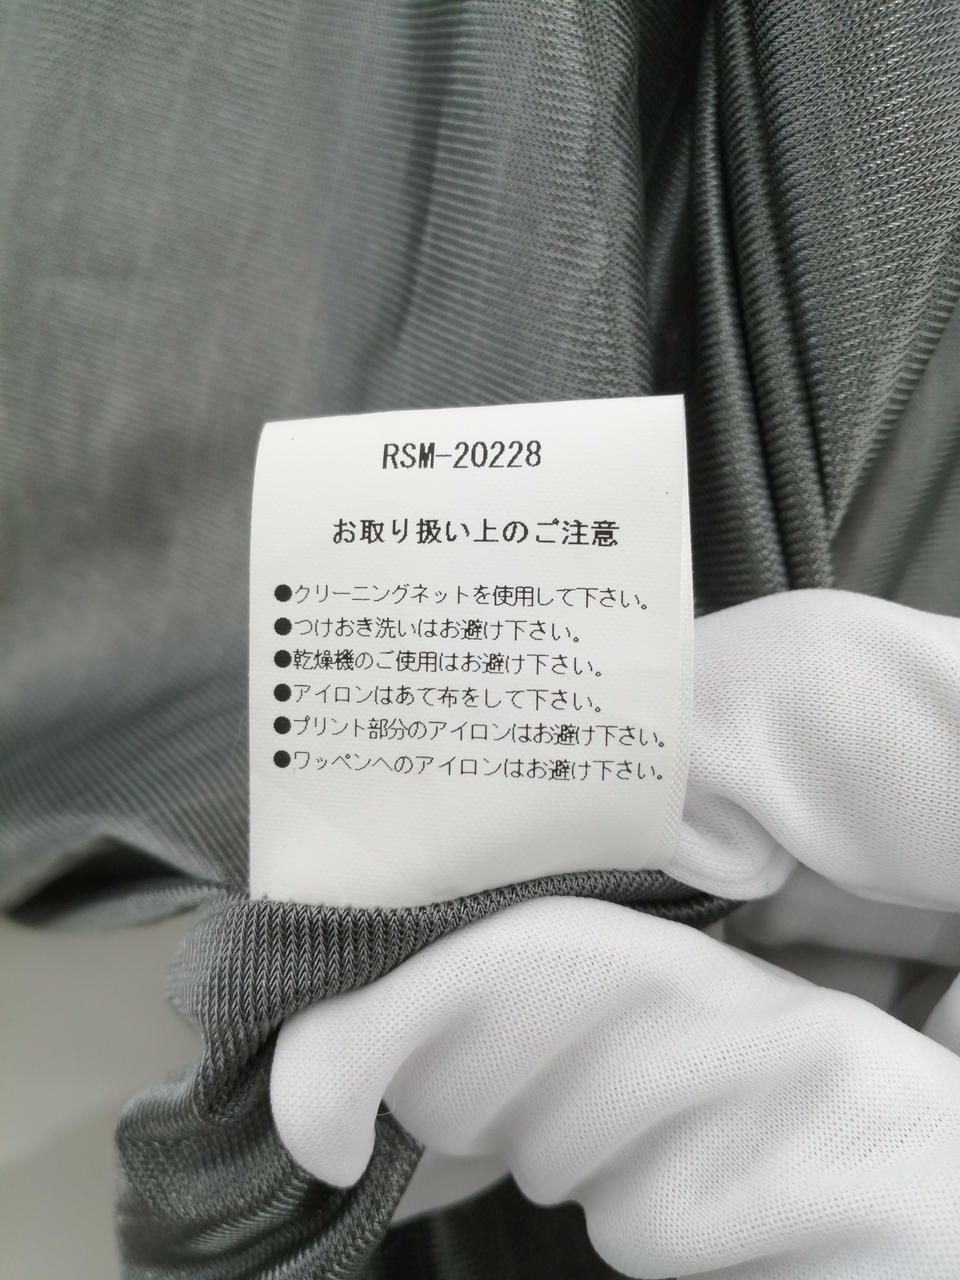 RSM-20228
お取り扱い上のご注意
●クリーニングネットを使用して下さい。
●つけおき洗いはお避け下さい。
●乾燥機のご使用はお避け下さい。
●アイロンはあて布をして下さい。
●プリント部分のアイロンはお避け下さい。
●ワッペンへのアイロンはお避け下さい。